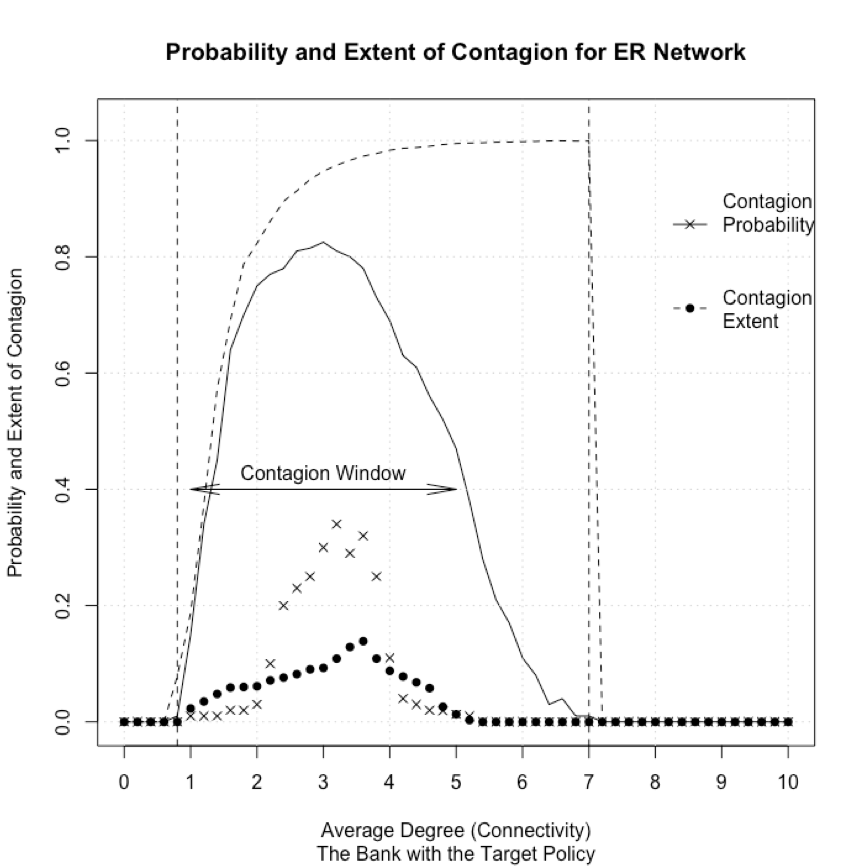 Probability and Extent of Contagion for ER Network
Probability and Extent of Contagion
1.0
0.8
0.6
0.4
0.2
0.0
Contagion
Probability
Contagion
Extent
Contagion Window
0 1 2 3 4 5 6 7 8 9 10
Average Degree (Connectivity)
The Bank with the Target Policy